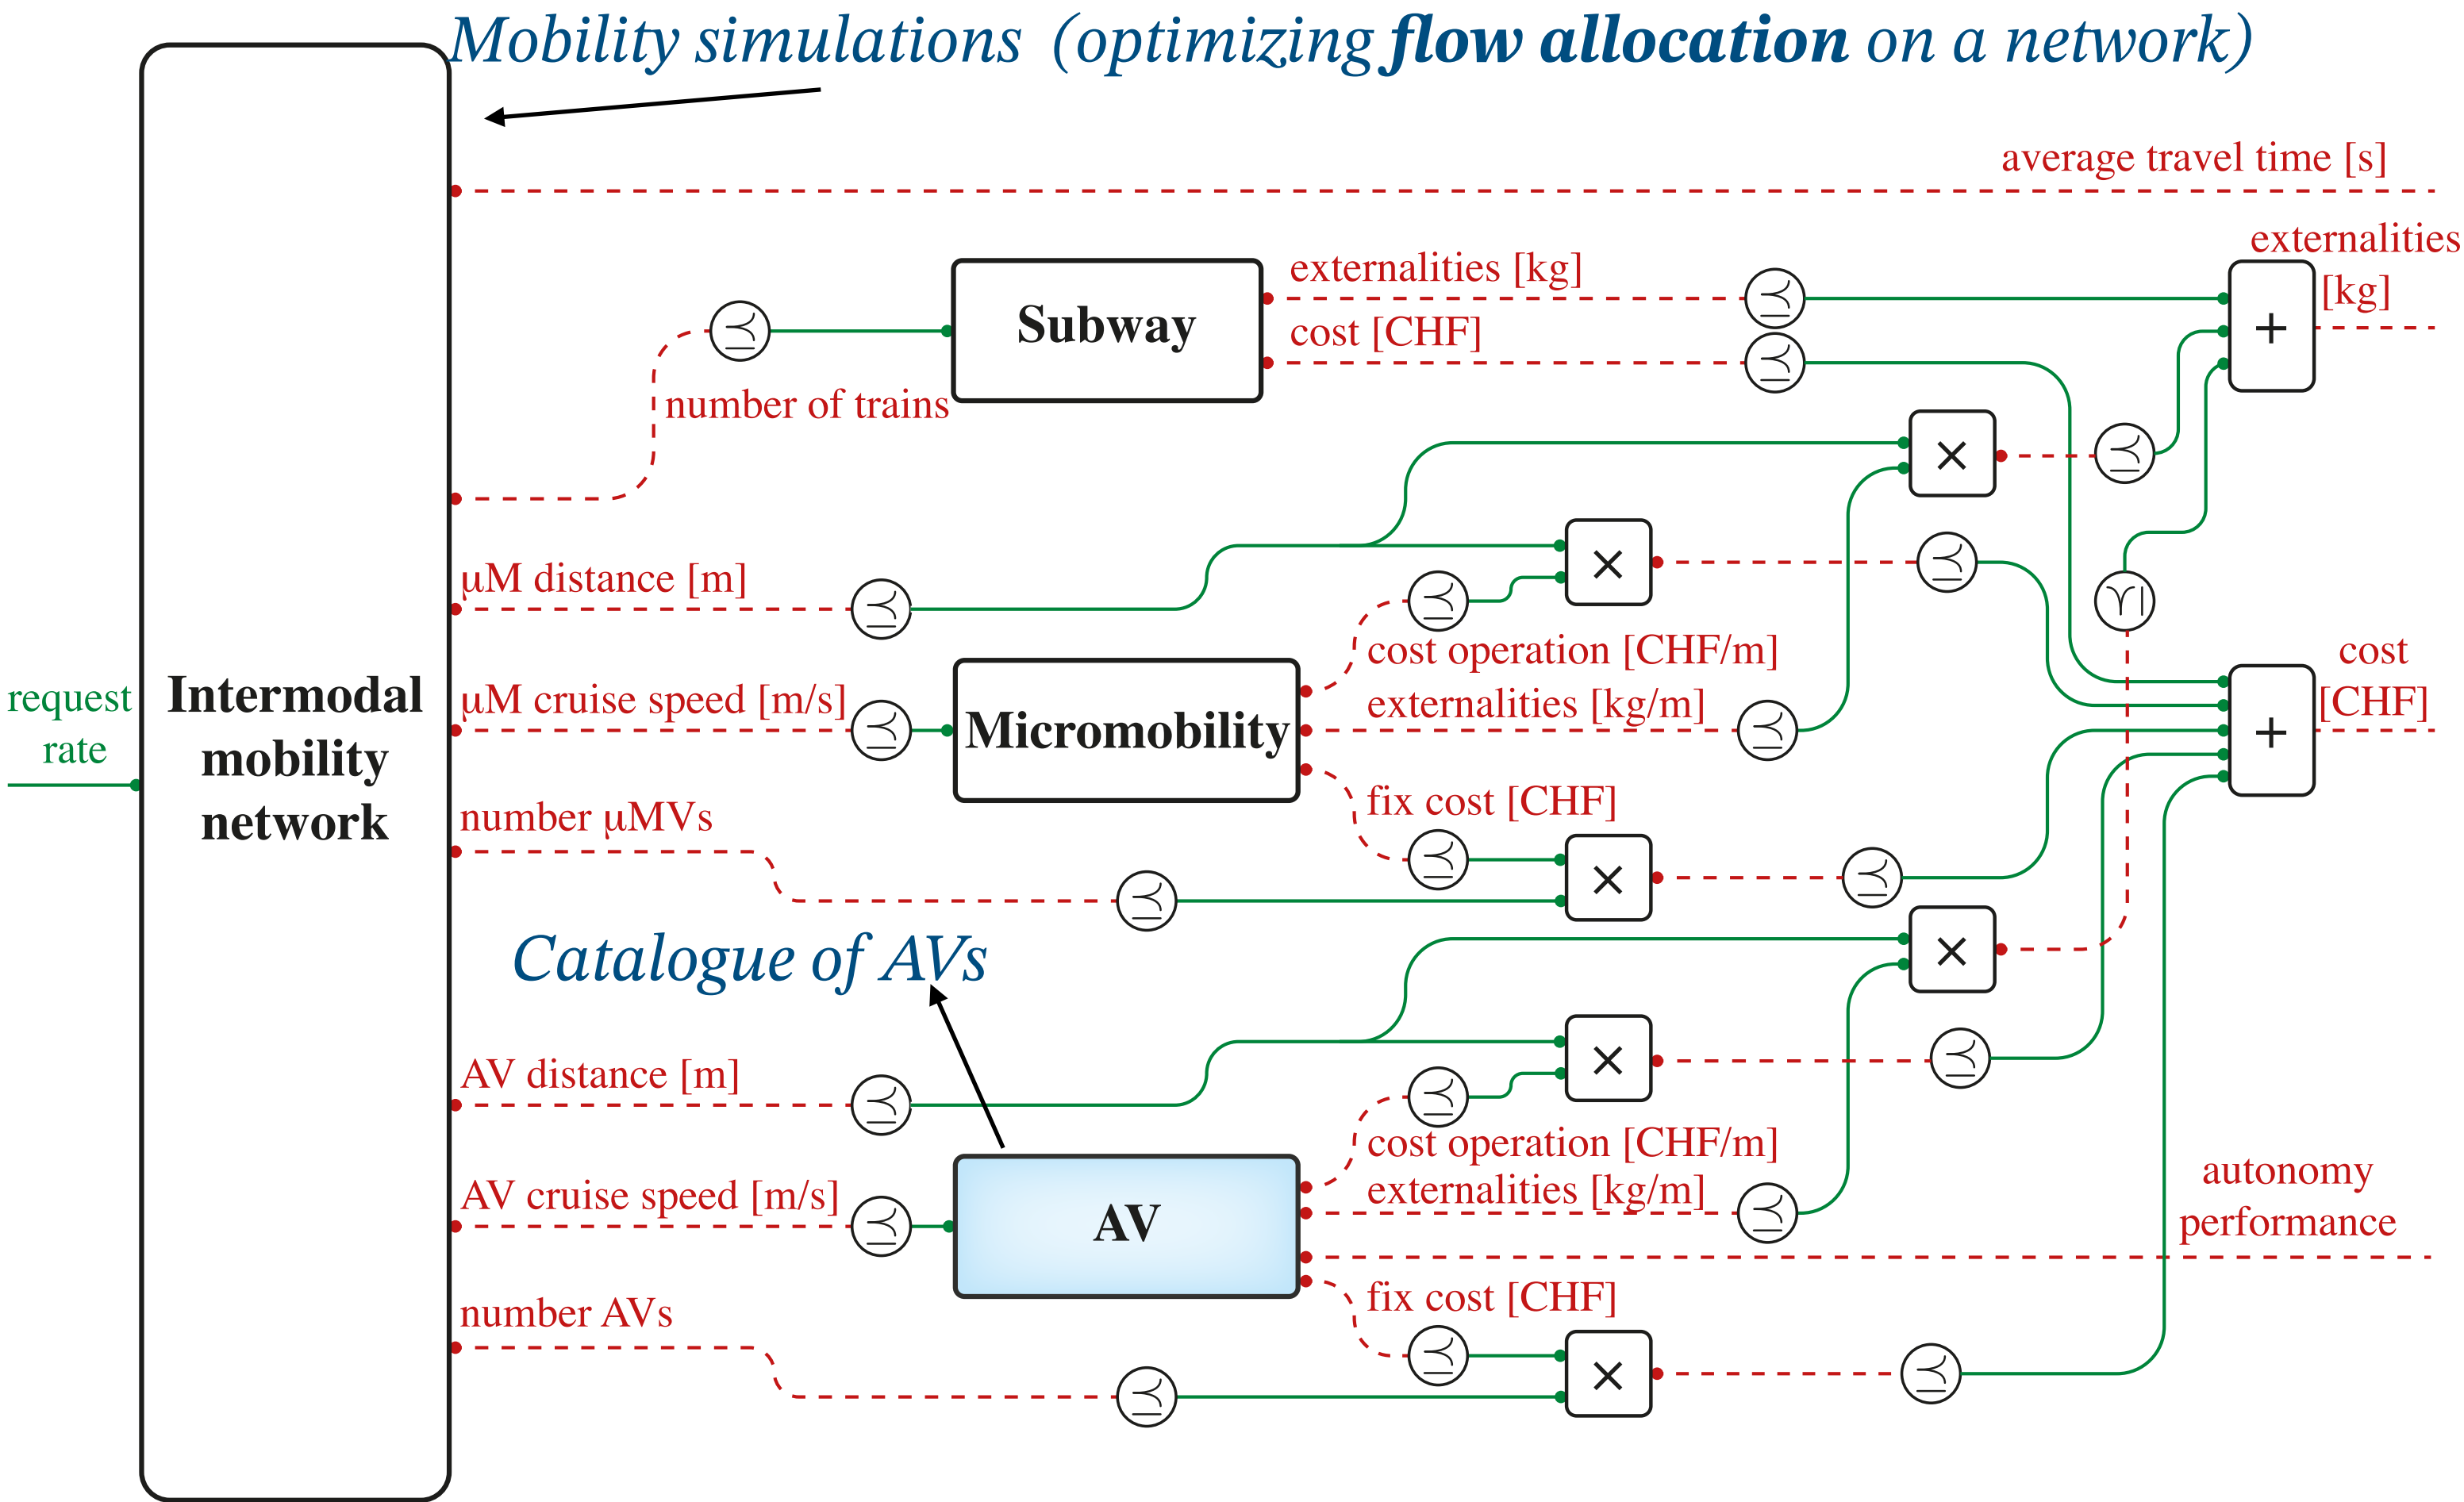 Mobility simulations (optimizing flow allocation on a network)
average travel time [s]
externalities
[kg]
externalities [kg]
Subway
cost [CHF]
+
number of trains
×
×
µM distance [m]
cost operation [CHF/m]
cost
[CHF]
request
rate
Intermodal
mobility
network
µM cruise speed [m/s]
Micromobility
externalities [kg/m]
+
number µMVs
fix cost [CHF]
×
Catalogue of AVs
×
AV distance [m]
×
cost operation [CHF/m]
AV cruise speed [m/s]
AV
externalities [kg/m]
autonomy
performance
number AVs
fix cost [CHF]
×